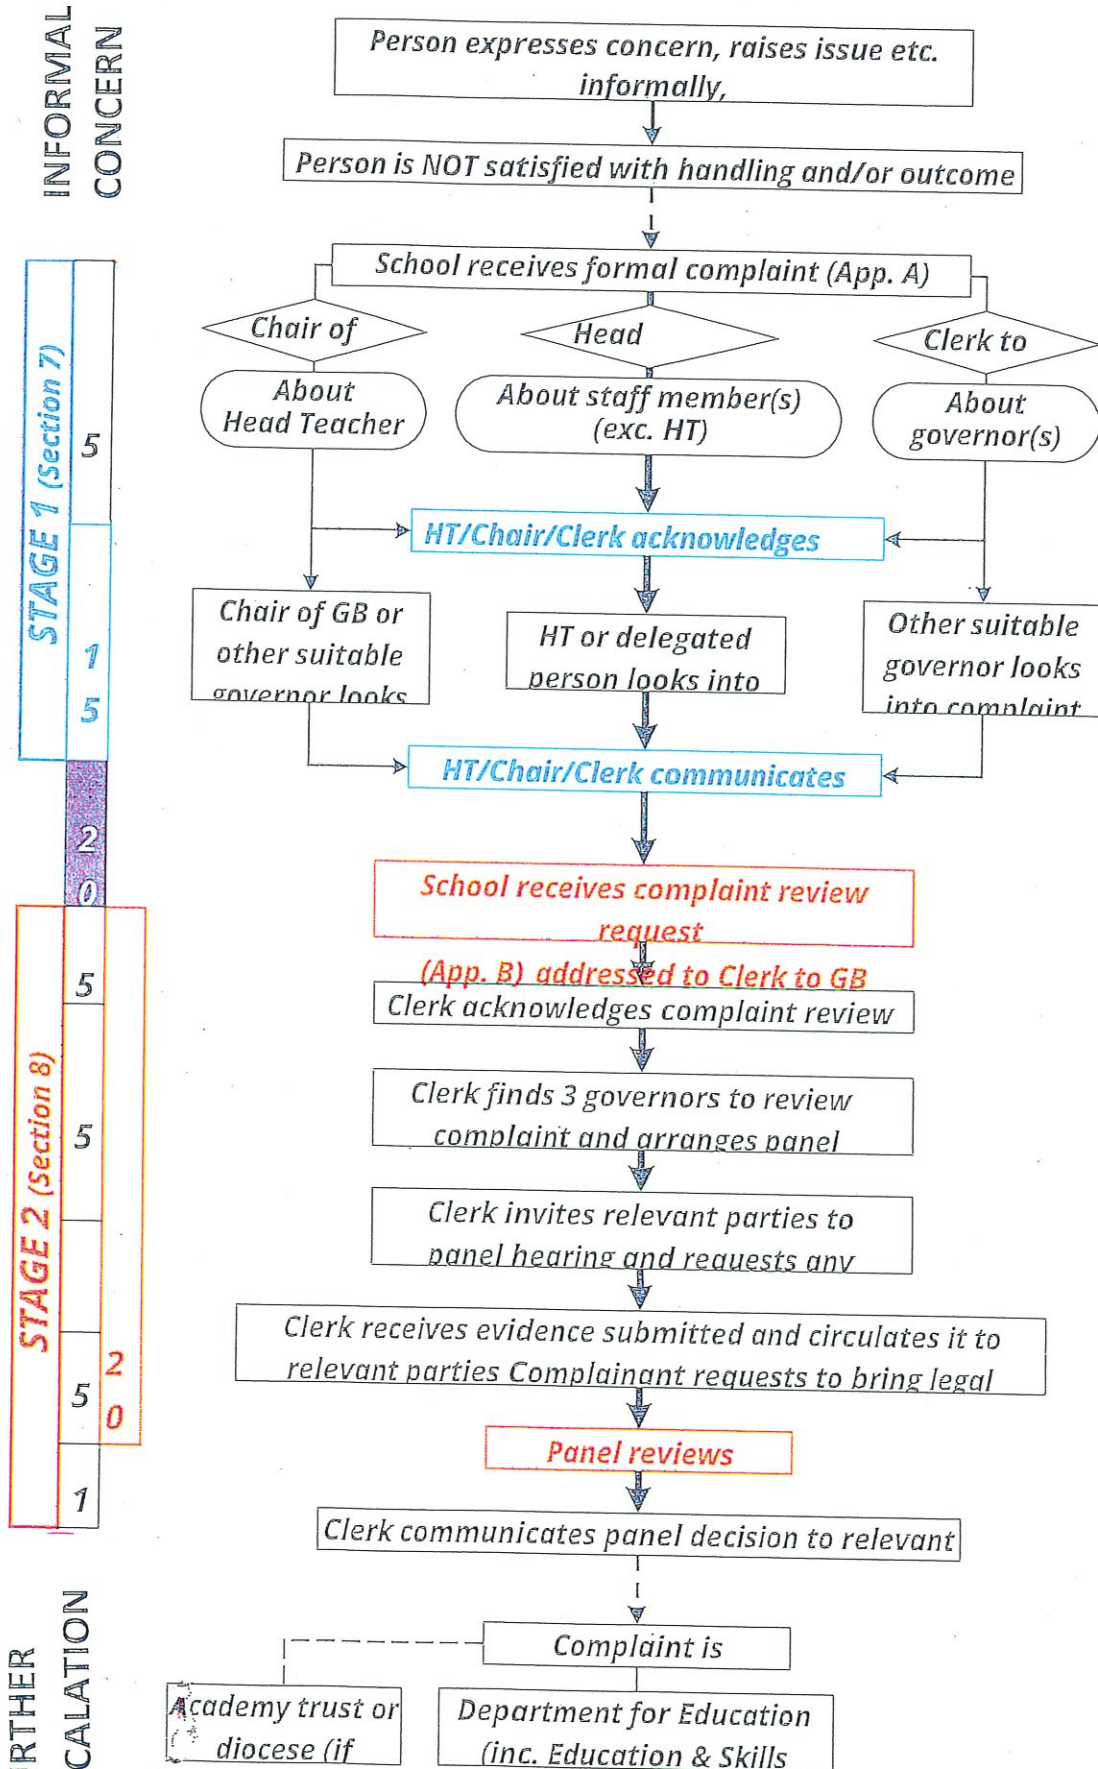 INFORMAL
CONCERN
Person expresses concern, raises issue etc.
informally,
Person is NOT satisfied with handling and/or outcome
STAGE 1 (Section 7)
5
1
5
School receives formal complaint (App. A)
Chair of
Head
Clerk to
About
Head Teacher
About staff member(s)
(exc. HT)
About
governor(s)
HT/Chair/Clerk acknowledges
Chair of GB or
other suitable
governor looks
HT or delegated
person looks into
Other suitable
governor looks
into complaint
HT/Chair/Clerk communicates
2
0
School receives complaint review
request
(App. B) addressed to Clerk to GB
STAGE 2 (Section 8)
5
5
5
1
2
0
Clerk acknowledges complaint review
Clerk finds 3 governors to review
complaint and arranges panel
Clerk invites relevant parties to
panel hearing and requests any
Clerk receives evidence submitted and circulates it to
relevant parties Complainant requests to bring legal
Panel reviews
Clerk communicates panel decision to relevant
RTHER
CALATION
Complaint is
Academy trust or
diocese (if
Department for Education
(inc. Education & Skills